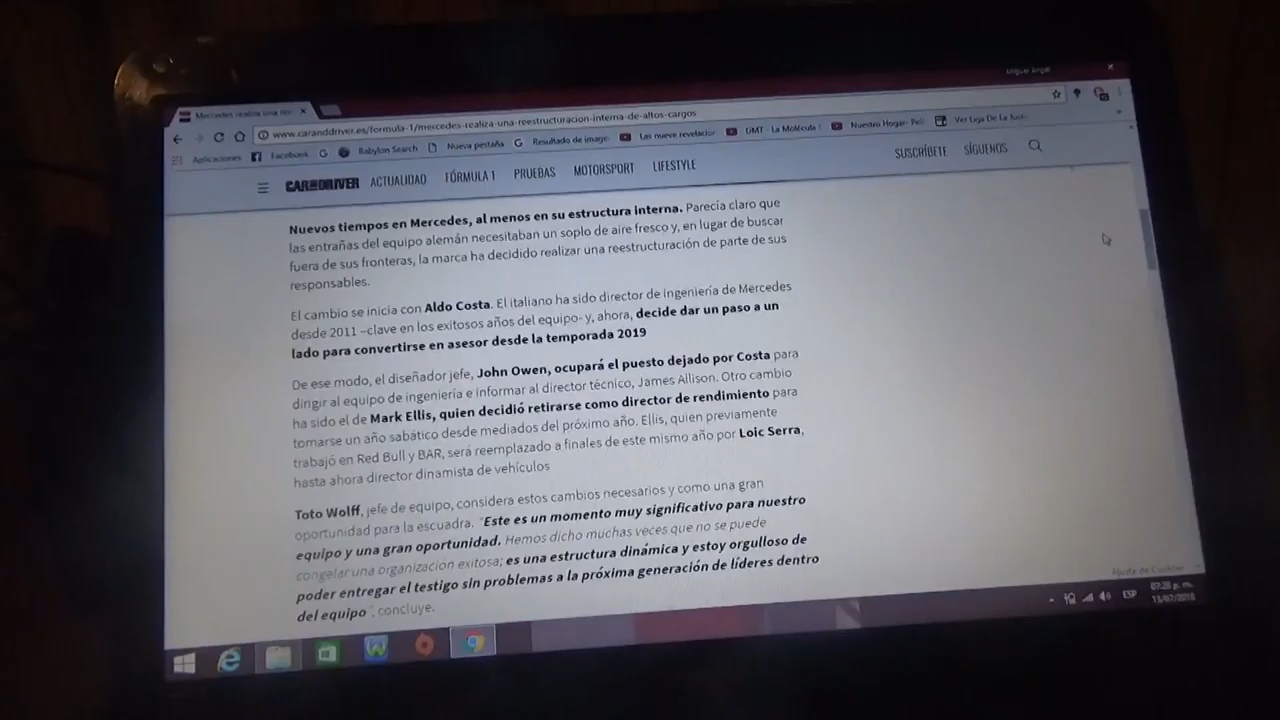 Miguel Angel
Mercedes realiza una ree
www.caranddriver.es/formula-1/mercedes-realiza-una-reestructuracion-interna-de-altos-cargos
Aplicaciones Facebook Babylon Search Nueva pestaña Resultado de image Las nueve revelacior DMT - La Molécula Nuestro Hogar- Peli Ver Liga De La Justi
CAR AND DRIVER ACTUALIDAD FÓRMULA 1 PRUEBAS MOTORSPORT LIFESTYLE SUSCRÍBETE SÍGUENOS
Nuevos tiempos en Mercedes, al menos en su estructura interna. Parecía claro que
las entrañas del equipo alemán necesitaban un soplo de aire fresco y, en lugar de buscar
fuera de sus fronteras, la marca ha decidido realizar una reestructuración de parte de sus
responsables.
El cambio se inicia con Aldo Costa. El italiano ha sido director de ingeniería de Mercedes
desde 2011 –clave en los exitosos años del equipo- y, ahora, decide dar un paso a un
lado para convertirse en asesor desde la temporada 2019
De ese modo, el diseñador jefe, John Owen, ocupará el puesto dejado por Costa para
dirigir al equipo de ingeniería e informar al director técnico, James Allison. Otro cambio
ha sido el de Mark Ellis, quien decidió retirarse como director de rendimiento para
tomarse un año sabático desde mediados del próximo año. Ellis, quien previamente
trabajó en Red Bull y BAR, será reemplazado a finales de este mismo año por Loic Serra,
hasta ahora director dinamista de vehículos
Toto Wolff, jefe de equipo, considera estos cambios necesarios y como una gran
oportunidad para la escuadra. "Este es un momento muy significativo para nuestro
equipo y una gran oportunidad. Hemos dicho muchas veces que no se puede
congelar una organización exitosa; es una estructura dinámica y estoy orgulloso de
poder entregar el testigo sin problemas a la próxima generación de líderes dentro
del equipo", concluye.
Ajuste de Cookies
ESP
07:28 p. m.
13/07/2018